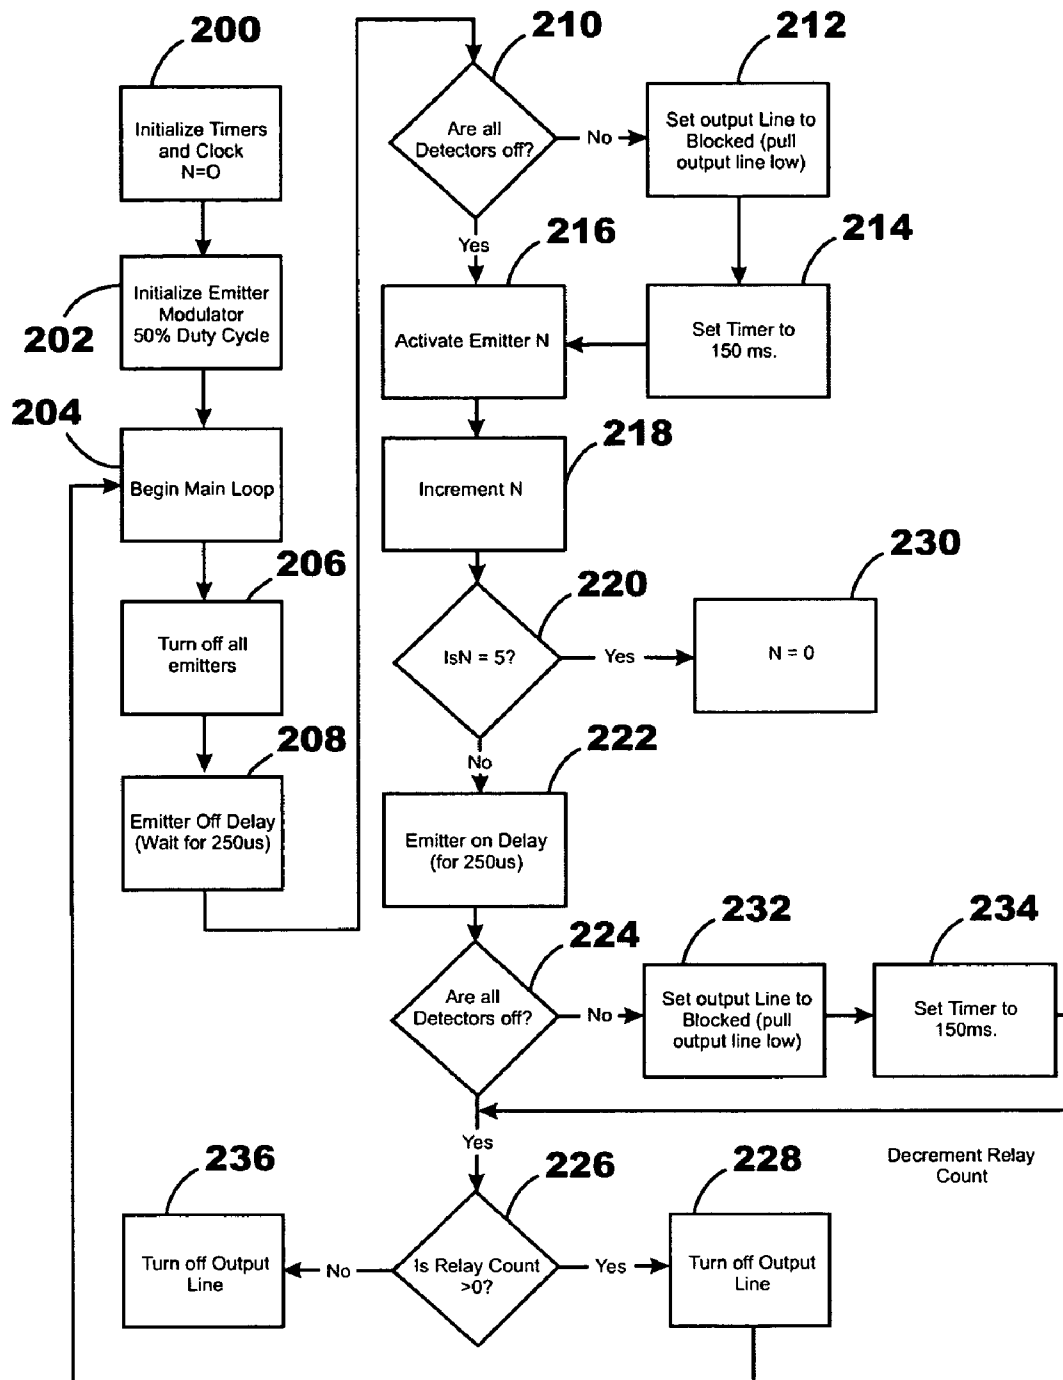 200
Initialize Timers
and Clock
N=O
202
Initialize Emitter
Modulator
50% Duty Cycle
204
Begin Main Loop
206
Turn off all
emitters
208
Emitter Off Delay
(Wait for 250us)
210
Are all
Detectors off?
No
Yes
212
Set output Line to
Blocked (pull
output line low)
214
Set Timer to
150 ms.
216
Activate Emitter N
218
Increment N
220
IsN = 5?
Yes
No
230
N = 0
222
Emitter on Delay
(for 250us)
224
Are all
Detectors off?
No
Yes
232
Set output Line to
Blocked (pull
output line low)
234
Set Timer to
150ms.
Decrement Relay
Count
226
Is Relay Count
>0?
No
Yes
236
Turn off Output
Line
228
Turn off Output
Line